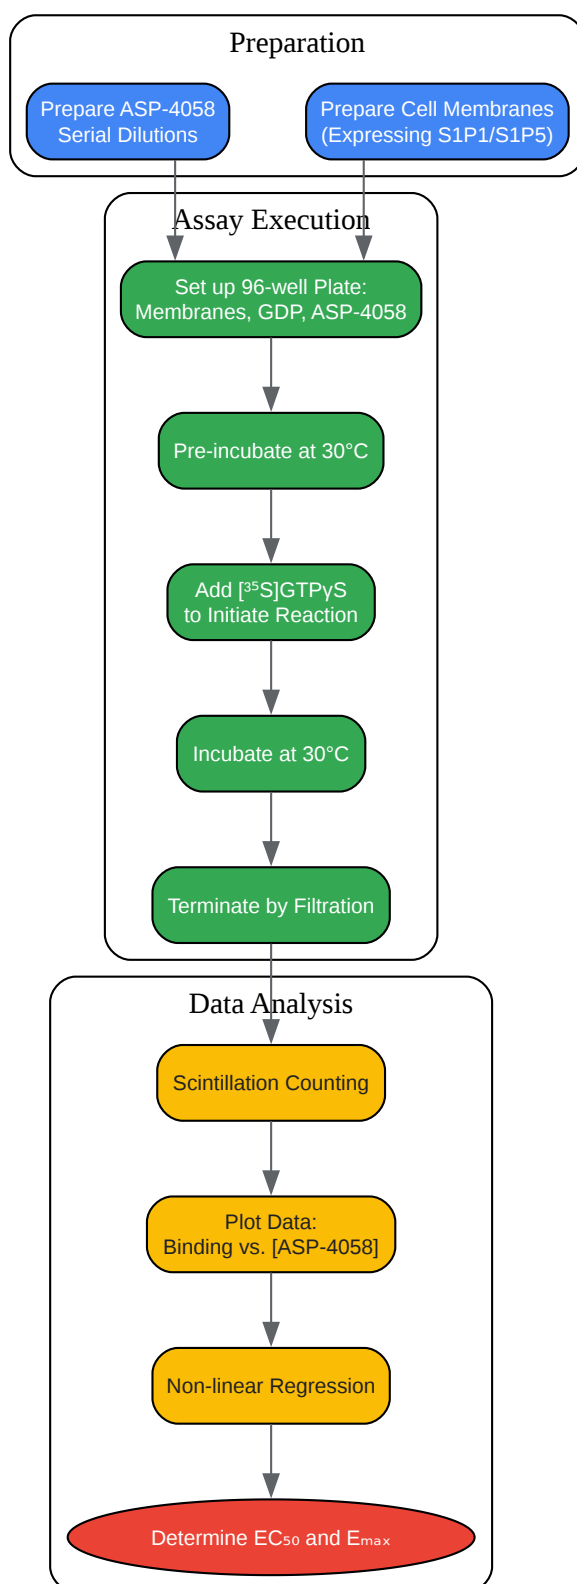 Preparation
Prepare ASP-4058
Serial Dilutions
Prepare Cell Membranes
(Expressing S1P1/S1P5)
Assay Execution
Set up 96-well Plate:
Membranes, GDP, ASP-4058
Pre-incubate at 30°C
Add [³⁵S]GTPγS
to Initiate Reaction
Incubate at 30°C
Terminate by Filtration
Data Analysis
Scintillation Counting
Plot Data:
Binding vs. [ASP-4058]
Non-linear Regression
Determine EC₅₀ and Eₘₐₓ